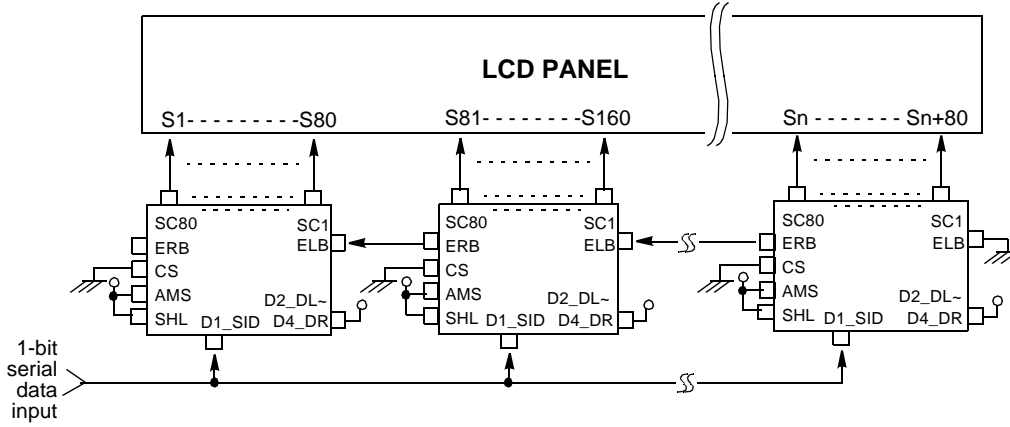 LCD PANEL
S1- - - - - - - - -S80
S81- - - - - - - -S160
Sn - - - - - - - Sn+80
SC80
SC1
ERB
ELB
CS
AMS
D2_DL~
SHL
D1_SID
D4_DR
SC80
SC1
ERB
ELB
CS
AMS
D2_DL~
SHL
D1_SID
D4_DR
SC80
SC1
ERB
ELB
CS
AMS
D2_DL~
SHL
D1_SID
D4_DR
1-bit
serial
data
input